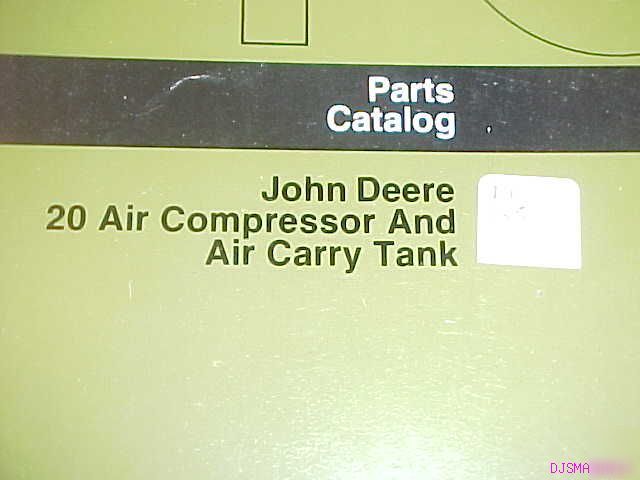 Parts
Catalog
John Deere
20 Air Compressor And
Air Carry Tank
DJSMA